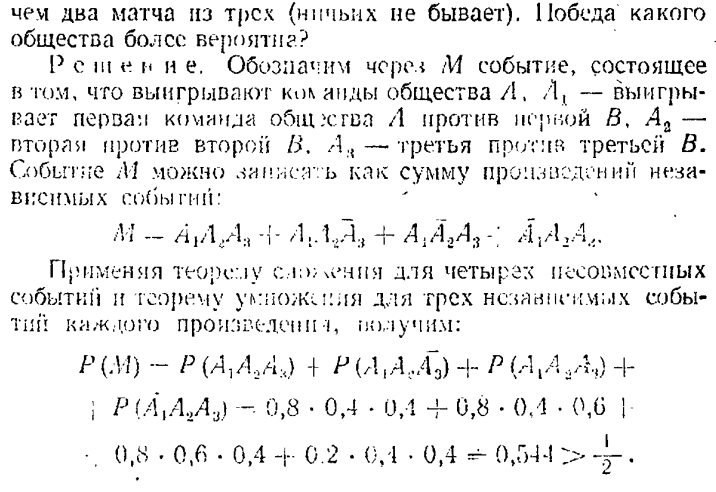 чем два матча из трех (ничьих не бывает). Победа какого
общества более вероятна?
Решение. Обозначим через M событие, состоящее
в том, что выигрывают команды общества A, A₁ — выигры-
вает первая команда общества A против первой B, A₂ —
вторая против второй B, A₃ — третья против третьей B.
Событие M можно записать как сумму произведений неза-
висимых событий:
M = A₁A₂A₃ + A₁A₂Ā₃ + A₁Ā₂A₃ + Ā₁A₂A₃.
Применяя теорему сложения для четырех несовместных
событий и теорему умножения для трех независимых собы-
тий каждого произведения, получим:
P (M) = P (A₁A₂A₃) + P (A₁A₂Ā₃) + P (A₁Ā₂A₃) +
+ P (Ā₁A₂A₃) = 0,8 · 0,4 · 0,4 + 0,8 · 0,4 · 0,6 +
+ 0,8 · 0,6 · 0,4 + 0.2 · 0,4 · 0,4 = 0,544 > 1/2.